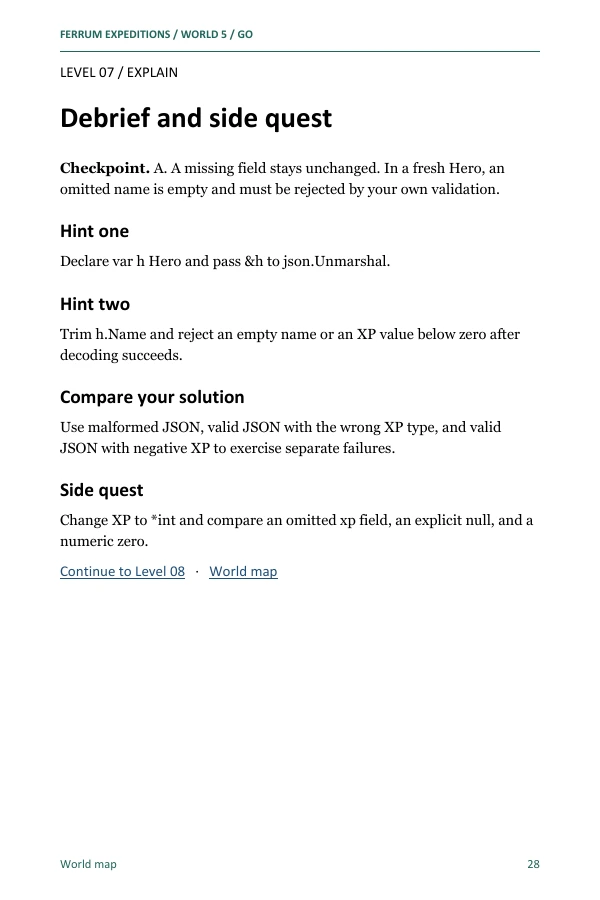 FERRUM EXPEDITIONS / WORLD 5 / GO
LEVEL 07 / EXPLAIN
Debrief and side quest
Checkpoint. A. A missing field stays unchanged. In a fresh Hero, an
omitted name is empty and must be rejected by your own validation.
Hint one
Declare var h Hero and pass &h to json.Unmarshal.
Hint two
Trim h.Name and reject an empty name or an XP value below zero after
decoding succeeds.
Compare your solution
Use malformed JSON, valid JSON with the wrong XP type, and valid
JSON with negative XP to exercise separate failures.
Side quest
Change XP to *int and compare an omitted xp field, an explicit null, and a
numeric zero.
Continue to Level 08 · World map
World map 28